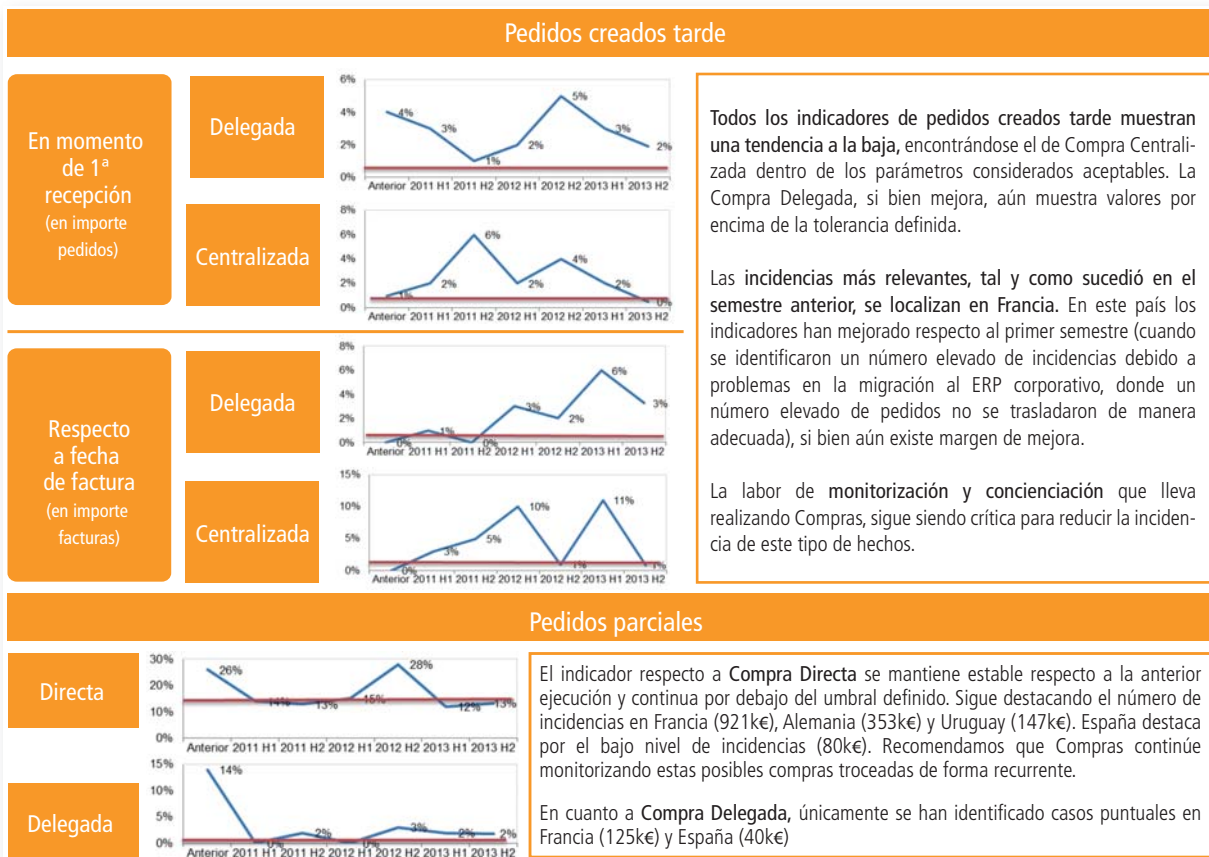 Pedidos creados tarde
En momento
de 1ª
recepción
(en importe
pedidos)
Delegada
6%
4%
2%
0%
4%
3%
1%
2%
5%
3%
2%
Anterior 2011 H1 2011 H2 2012 H1 2012 H2 2013 H1 2013 H2
Centralizada
8%
6%
4%
2%
0%
1%
2%
6%
2%
4%
2%
0%
Anterior 2011 H1 2011 H2 2012 H1 2012 H2 2013 H1 2013 H2
Respecto
a fecha
de factura
(en importe
facturas)
Delegada
8%
6%
4%
2%
0%
0%
1%
0%
3%
2%
6%
3%
Anterior 2011 H1 2011 H2 2012 H1 2012 H2 2013 H1 2013 H2
Centralizada
15%
10%
5%
0%
0%
3%
5%
10%
1%
11%
1%
Anterior 2011 H1 2011 H2 2012 H1 2012 H2 2013 H1 2013 H2
Todos los indicadores de pedidos creados tarde muestran
una tendencia a la baja, encontrándose el de Compra Centrali-
zada dentro de los parámetros considerados aceptables. La
Compra Delegada, si bien mejora, aún muestra valores por
encima de la tolerancia definida.
Las incidencias más relevantes, tal y como sucedió en el
semestre anterior, se localizan en Francia. En este país los
indicadores han mejorado respecto al primer semestre (cuando
se identificaron un número elevado de incidencias debido a
problemas en la migración al ERP corporativo, donde un
número elevado de pedidos no se trasladaron de manera
adecuada), si bien aún existe margen de mejora.
La labor de monitorización y concienciación que lleva
realizando Compras, sigue siendo crítica para reducir la inciden-
cia de este tipo de hechos.
Pedidos parciales
Directa
30%
20%
10%
0%
26%
14%
13%
15%
28%
12%
13%
Anterior 2011 H1 2011 H2 2012 H1 2012 H2 2013 H1 2013 H2
Delegada
15%
10%
5%
0%
14%
0%
2%
0%
3%
2%
2%
Anterior 2011 H1 2011 H2 2012 H1 2012 H2 2013 H1 2013 H2
El indicador respecto a Compra Directa se mantiene estable respecto a la anterior
ejecución y continua por debajo del umbral definido. Sigue destacando el número de
incidencias en Francia (921k€), Alemania (353k€) y Uruguay (147k€). España destaca
por el bajo nivel de incidencias (80k€). Recomendamos que Compras continúe
monitorizando estas posibles compras troceadas de forma recurrente.
En cuanto a Compra Delegada, únicamente se han identificado casos puntuales en
Francia (125k€) y España (40k€)